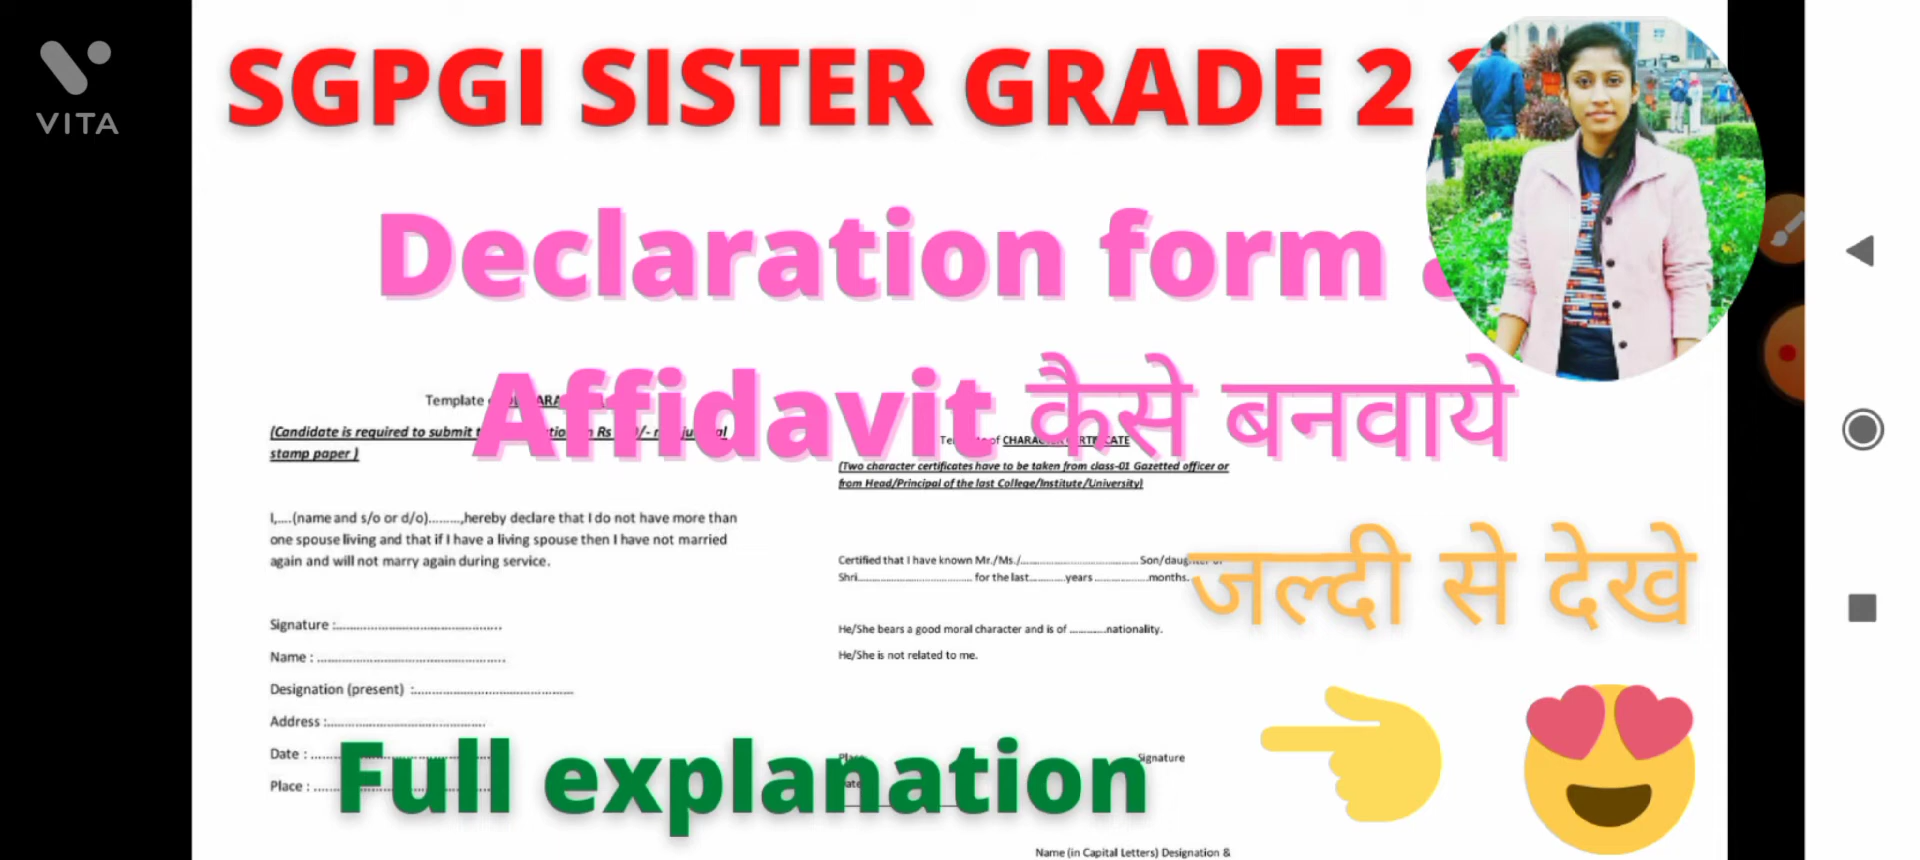 VITA
SGPGI SISTER GRADE 2
Declaration form
Affidavit कैसे बनवाये
जल्दी से देखे
Full explanation
Template
(Candidate is required to submit
stamp paper )
I,....(name and s/o or d/o).........,hereby declare that I do not have more than
one spouse living and that if I have a living spouse then I have not married
again and will not marry again during service.
Signature :
Name :
Designation (present) :
Address :
Date :
Place :
of CHARACTER CERTIFICATE
(Two character certificates have to be taken from class-01 Gazetted officer or
from Head/Principal of the last College/Institute/University)
Certified that I have known Mr./Ms./ Son/daughter of
Shri for the last years months.
He/She bears a good moral character and is of nationality.
He/She is not related to me.
Signature
Name (in Capital Letters) Designation &